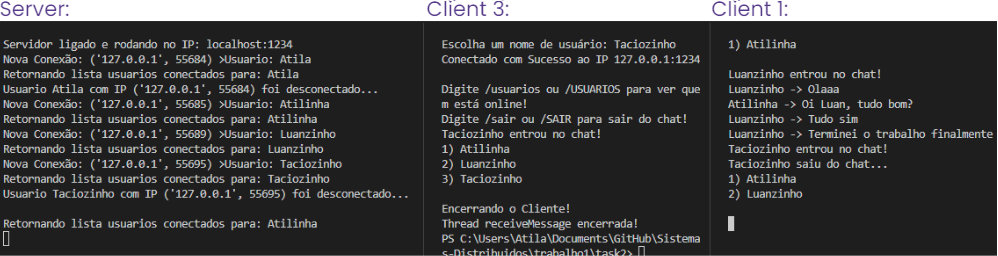 Server:
Servidor ligado e rodando no IP: localhost:1234
Nova Conexão: ('127.0.0.1', 55684) >Usuario: Atila
Retornando lista usuarios conectados para: Atila
Usuario Atila com IP ('127.0.0.1', 55684) foi desconectado...
Nova Conexão: ('127.0.0.1', 55685) >Usuario: Atilinha
Retornando lista usuarios conectados para: Atilinha
Nova Conexão: ('127.0.0.1', 55689) >Usuario: Luanzinho
Retornando lista usuarios conectados para: Luanzinho
Nova Conexão: ('127.0.0.1', 55695) >Usuario: Taciozinho
Retornando lista usuarios conectados para: Taciozinho
Usuario Taciozinho com IP ('127.0.0.1', 55695) foi desconectado...
Retornando lista usuarios conectados para: Atilinha
Client 3:
Escolha um nome de usuário: Taciozinho
Conectado com Sucesso ao IP 127.0.0.1:1234
Digite /usuarios ou /USUARIOS para ver que
m está online!
Digite /sair ou /SAIR para sair do chat!
Taciozinho entrou no chat!
1) Atilinha
2) Luanzinho
3) Taciozinho
Encerrando o Cliente!
Thread receiveMessage encerrada!
PS C:\Users\Atila\Documents\GitHub\Sistema
s-Distribuidos\trabalho1\task2>
Client 1:
1) Atilinha
Luanzinho entrou no chat!
Luanzinho -> Olaaa
Atilinha -> Oi Luan, tudo bom?
Luanzinho -> Tudo sim
Luanzinho -> Terminei o trabalho finalmente
Taciozinho entrou no chat!
Taciozinho saiu do chat...
1) Atilinha
2) Luanzinho